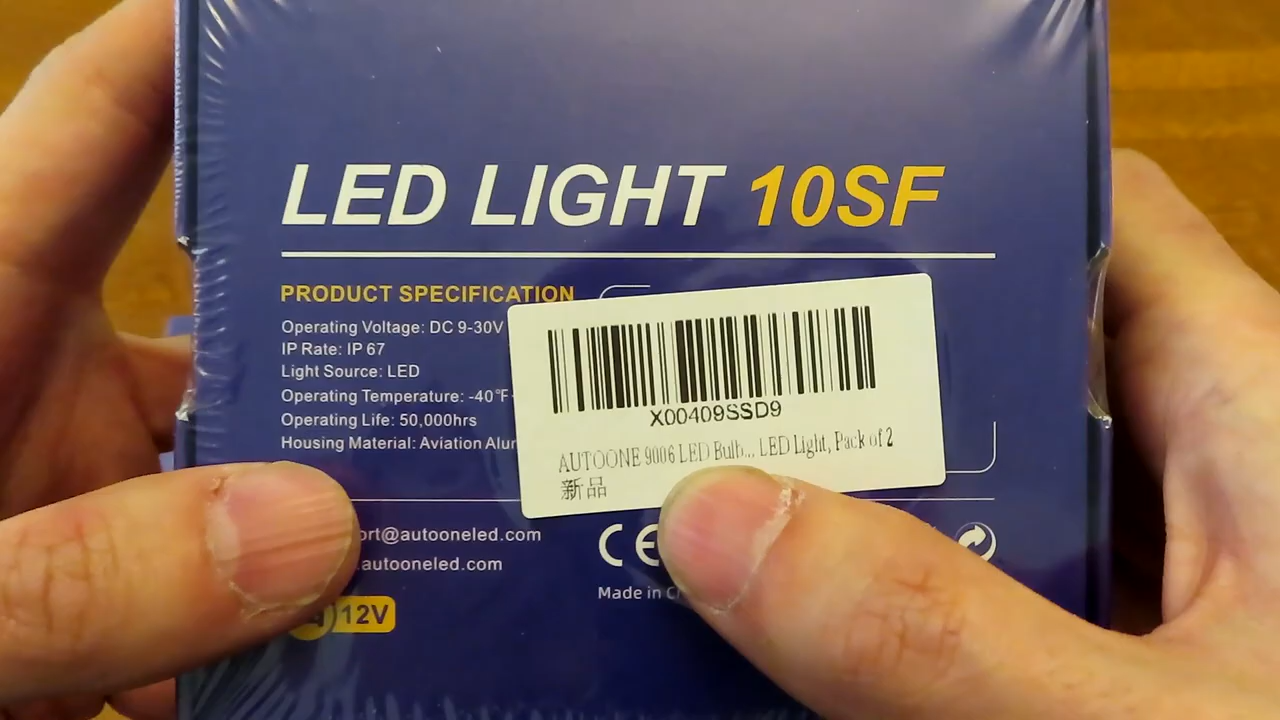 LED LIGHT 10SF
PRODUCT SPECIFICATION
Operating Voltage: DC 9-30V
IP Rate: IP 67
Light Source: LED
Operating Temperature: -40°F
Operating Life: 50,000hrs
Housing Material: Aviation
X00409SSD9
AUTOONE 9006 LED Bulb... LED Light, Pack of 2
新品
ort@autooneled.com
.autooneled.com
CE
Made in
12V